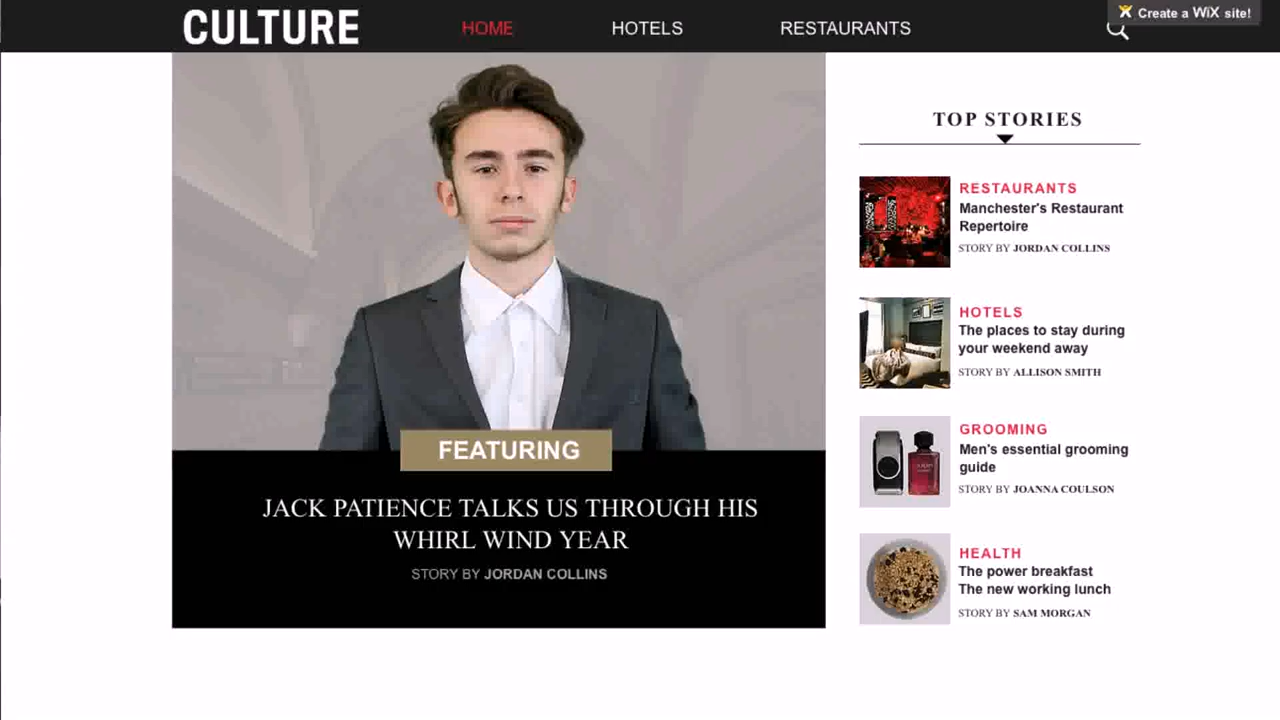 CULTURE
HOME
HOTELS
RESTAURANTS
Create a WiX site!
FEATURING
JACK PATIENCE TALKS US THROUGH HIS
WHIRL WIND YEAR
STORY BY JORDAN COLLINS
TOP STORIES
RESTAURANTS
Manchester's Restaurant
Repertoire
STORY BY JORDAN COLLINS
HOTELS
The places to stay during
your weekend away
STORY BY ALLISON SMITH
GROOMING
Men's essential grooming
guide
STORY BY JOANNA COULSON
HEALTH
The power breakfast
The new working lunch
STORY BY SAM MORGAN